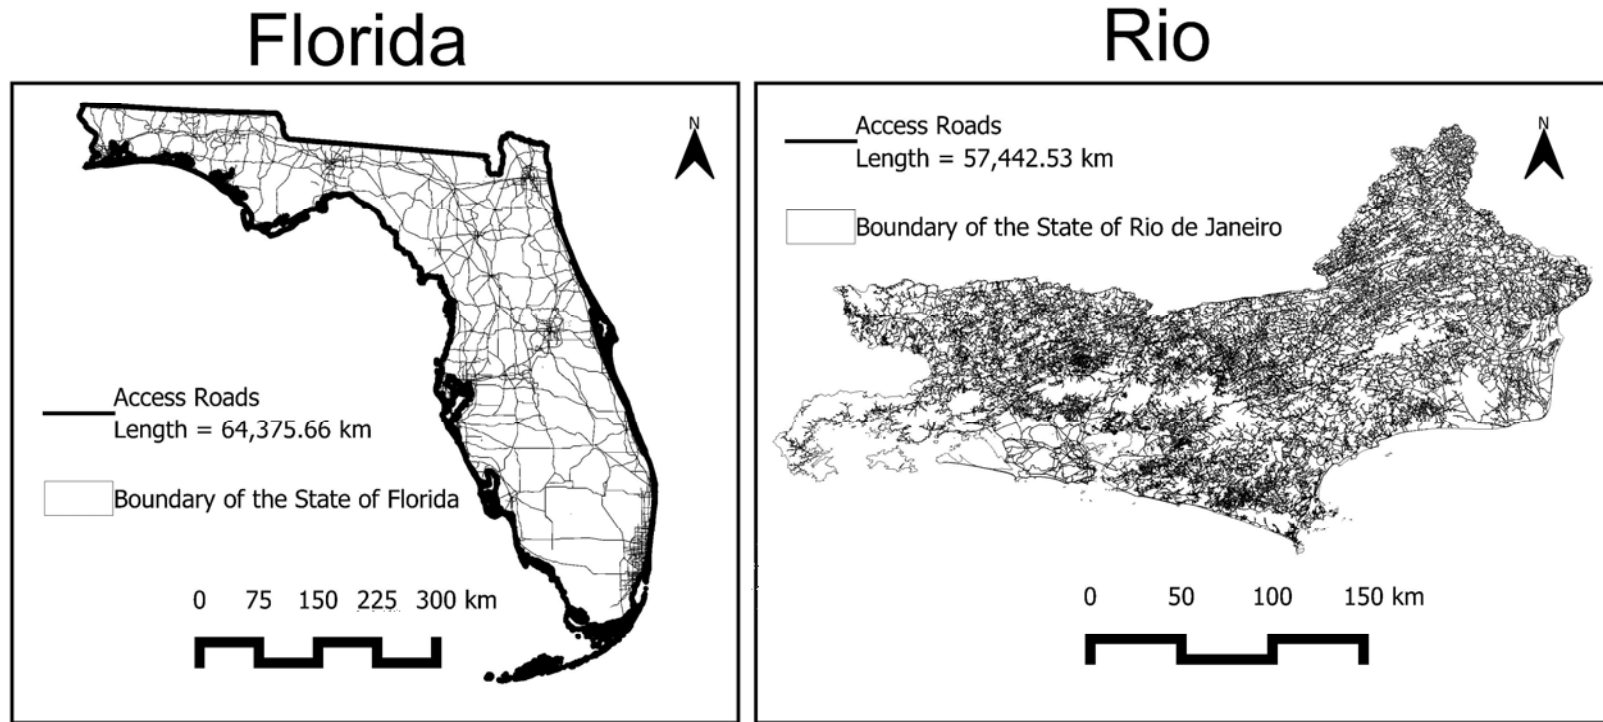 Florida
Rio
N
Access Roads
Length = 64,375.66 km
Boundary of the State of Florida
0 75 150 225 300 km
Access Roads
Length = 57,442.53 km
N
Boundary of the State of Rio de Janeiro
0 50 100 150 km